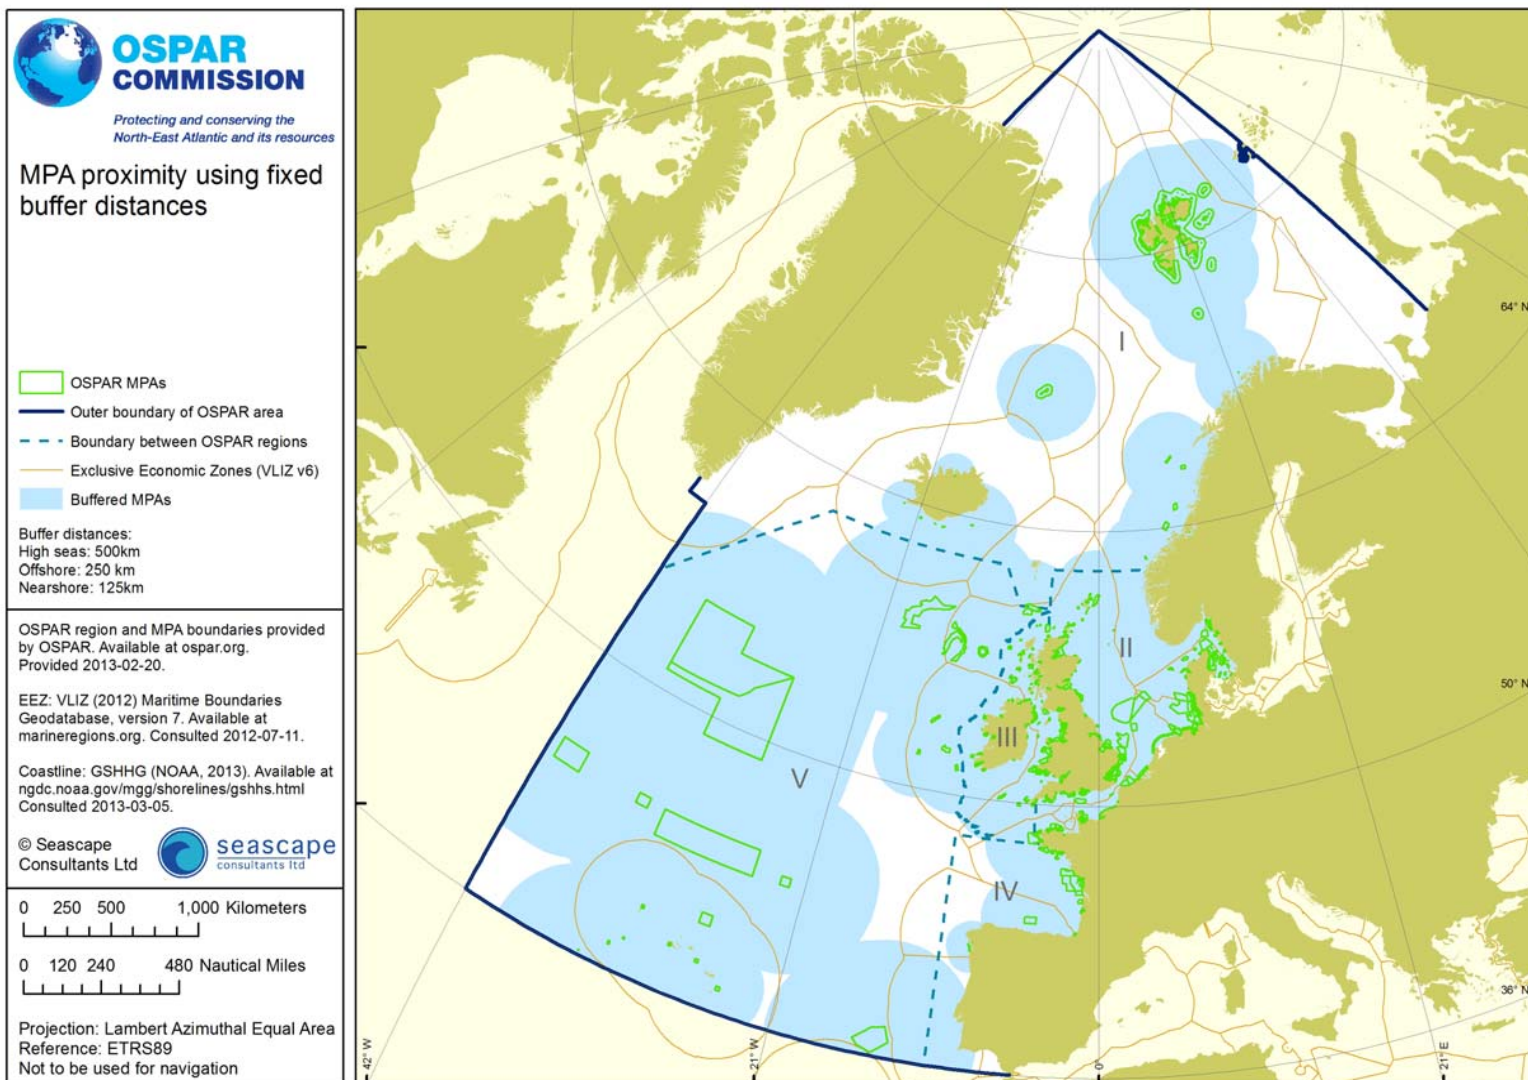 OSPAR
COMMISSION
Protecting and conserving the
North-East Atlantic and its resources
MPA proximity using fixed
buffer distances
OSPAR MPAs
Outer boundary of OSPAR area
Boundary between OSPAR regions
Exclusive Economic Zones (VLIZ v6)
Buffered MPAs
Buffer distances:
High seas: 500km
Offshore: 250 km
Nearshore: 125km
OSPAR region and MPA boundaries provided
by OSPAR. Available at ospar.org.
Provided 2013-02-20.
EEZ: VLIZ (2012) Maritime Boundaries
Geodatabase, version 7. Available at
marineregions.org. Consulted 2012-07-11.
Coastline: GSHHG (NOAA, 2013). Available at
ngdc.noaa.gov/mgg/shorelines/gshhs.html
Consulted 2013-03-05.
© Seascape
Consultants Ltd
seascape
consultants ltd
0 250 500 1,000 Kilometers
0 120 240 480 Nautical Miles
Projection: Lambert Azimuthal Equal Area
Reference: ETRS89
Not to be used for navigation
I
II
III
IV
V
64° N
50° N
36° N
42° W
21° W
0°
21° E